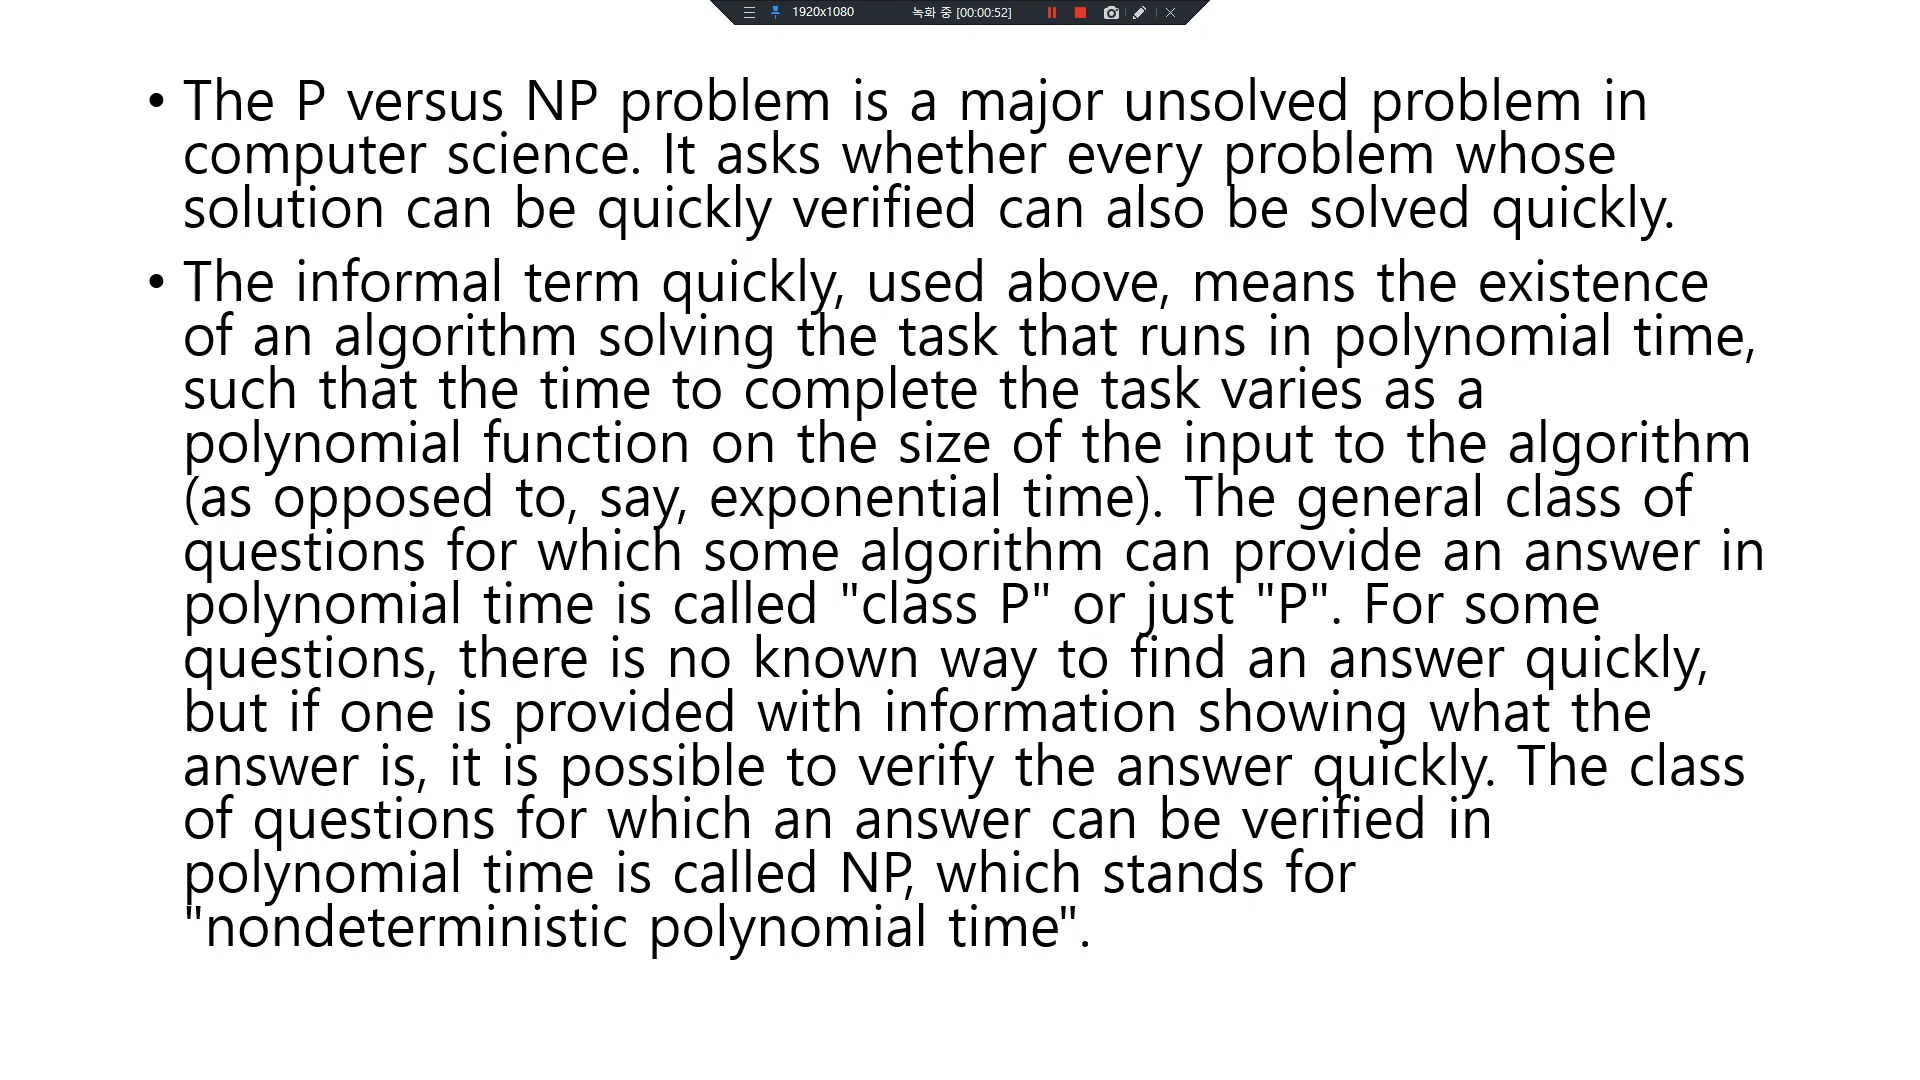 1920x1080 녹화 중 [00:00:52]
• The P versus NP problem is a major unsolved problem in
computer science. It asks whether every problem whose
solution can be quickly verified can also be solved quickly.
• The informal term quickly, used above, means the existence
of an algorithm solving the task that runs in polynomial time,
such that the time to complete the task varies as a
polynomial function on the size of the input to the algorithm
(as opposed to, say, exponential time). The general class of
questions for which some algorithm can provide an answer in
polynomial time is called "class P" or just "P". For some
questions, there is no known way to find an answer quickly,
but if one is provided with information showing what the
answer is, it is possible to verify the answer quickly. The class
of questions for which an answer can be verified in
polynomial time is called NP, which stands for
"nondeterministic polynomial time".